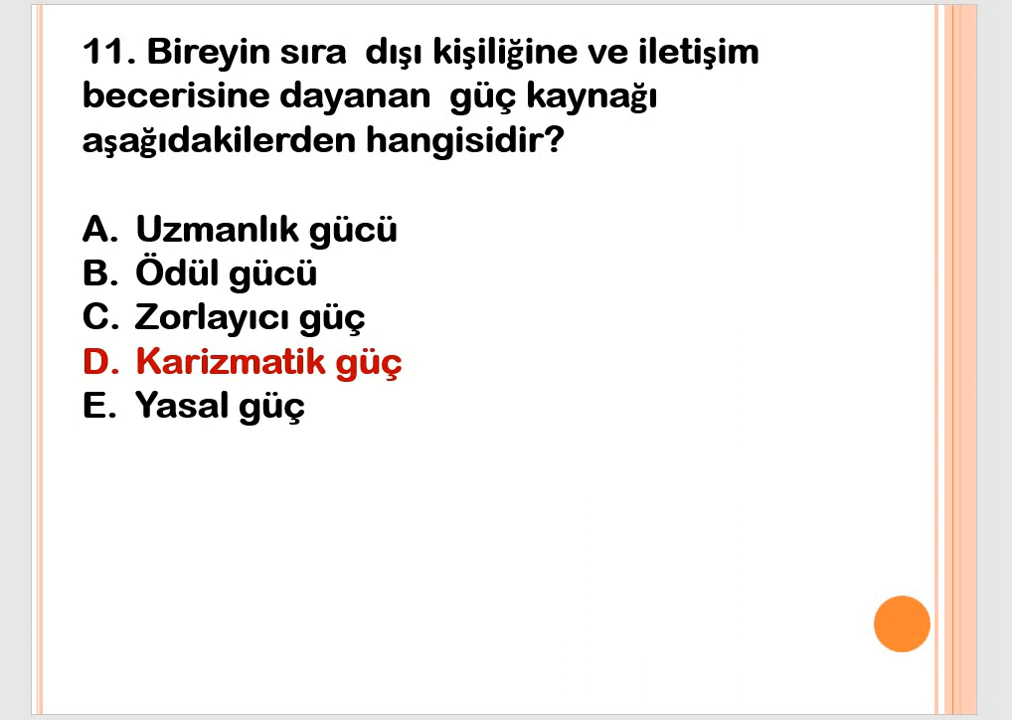 11. Bireyin sıra dışı kişiliğine ve iletişim
becerisine dayanan güç kaynağı
aşağıdakilerden hangisidir?
A. Uzmanlık gücü
B. Ödül gücü
C. Zorlayıcı güç
D. Karizmatik güç
E. Yasal güç